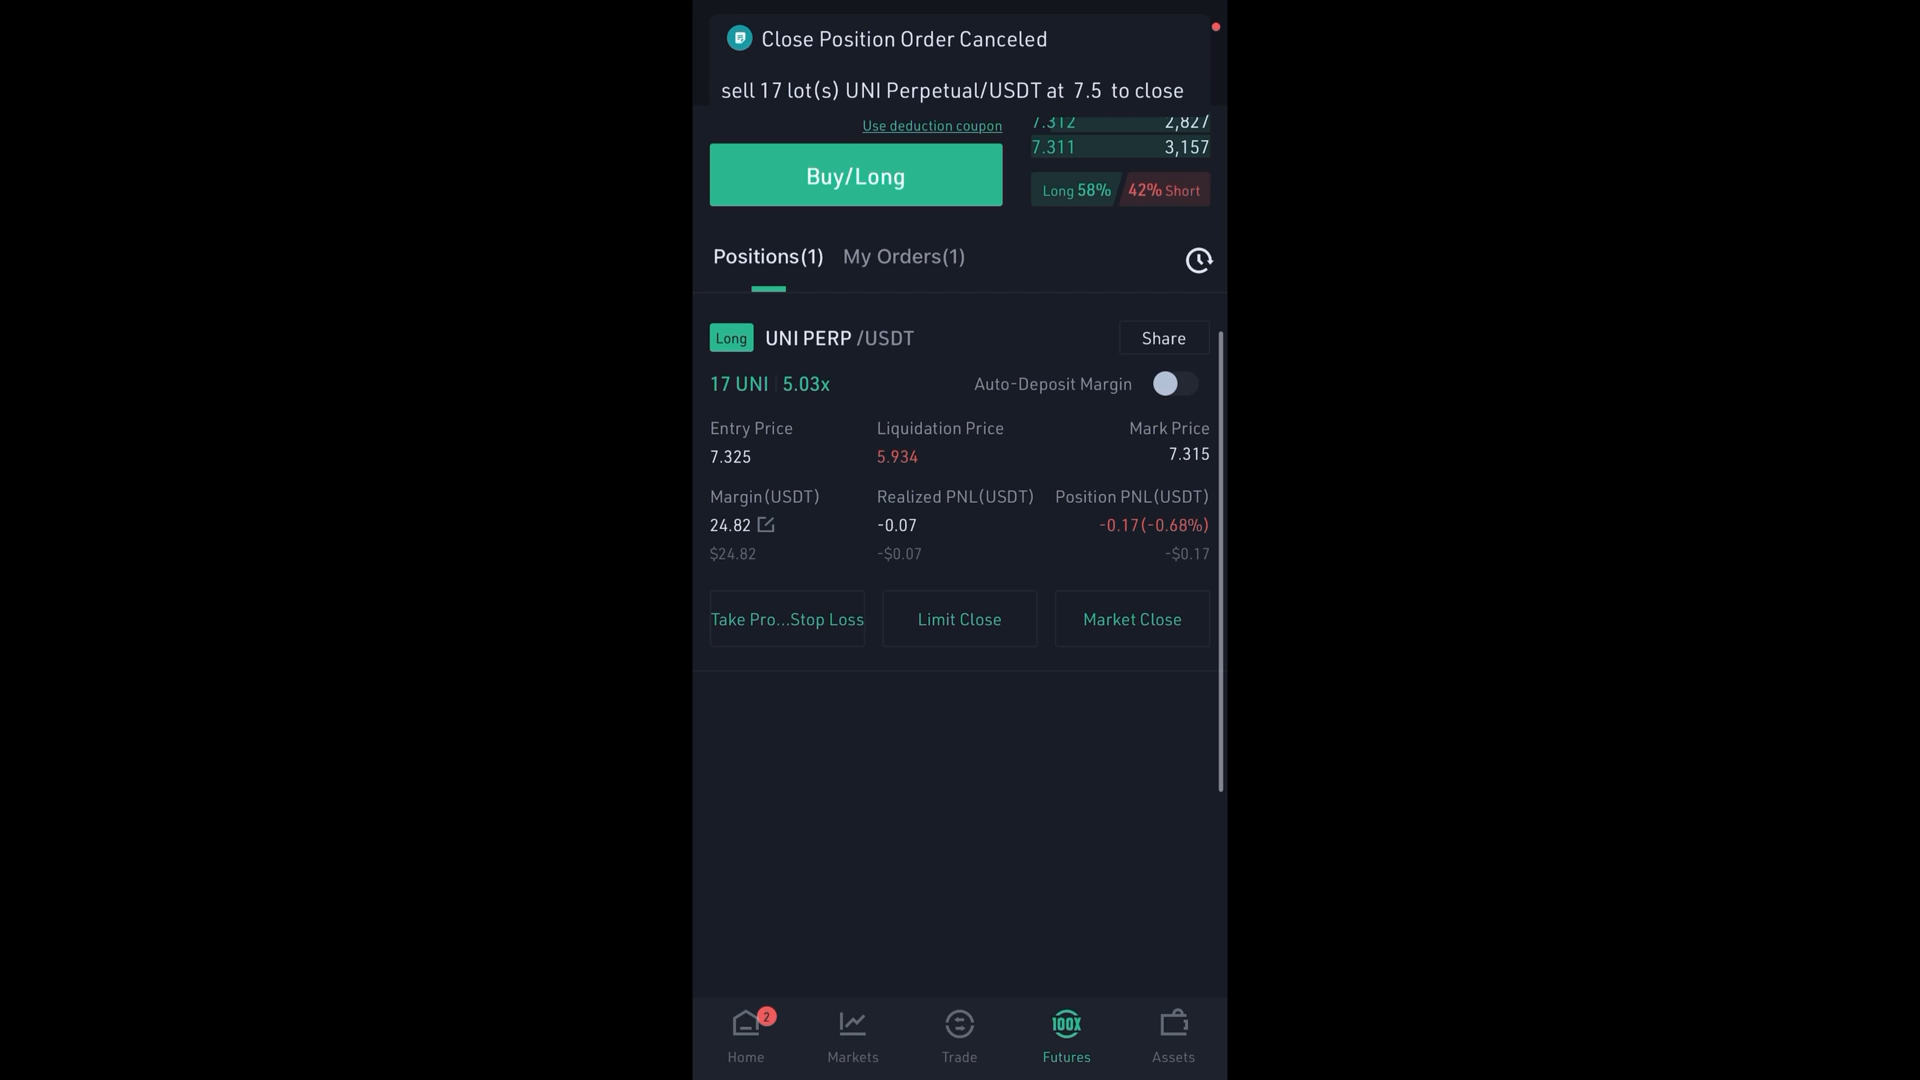 Close Position Order Canceled
sell 17 lot(s) UNI Perpetual/USDT at 7.5 to close
Use deduction coupon
7.312 2,827
7.311 3,157
Buy/Long
Long 58% 42% Short
Positions(1) My Orders(1)
Long UNI PERP /USDT Share
17 UNI 5.03x Auto-Deposit Margin
Entry Price Liquidation Price Mark Price
7.325 5.934 7.315
Margin(USDT) Realized PNL(USDT) Position PNL(USDT)
24.82 -0.07 -0.17(-0.68%)
$24.82 -$0.07 -$0.17
Take Pro...Stop Loss Limit Close Market Close
2 100X
Home Markets Trade Futures Assets